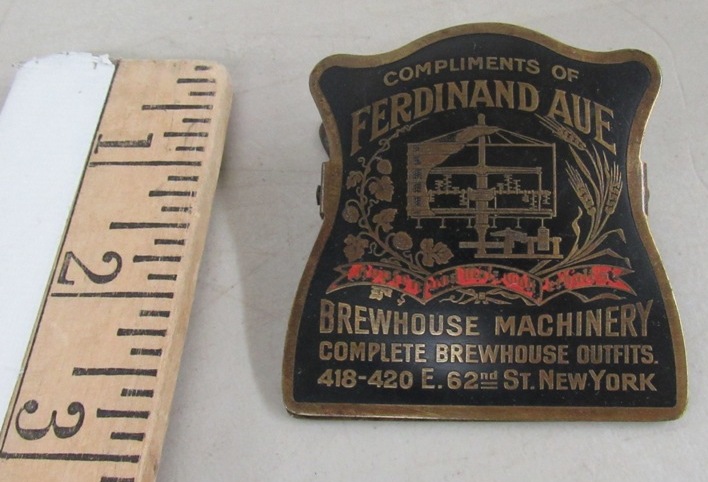 COMPLIMENTS OF
FERDINAND AUE
BREWHOUSE MACHINERY
COMPLETE BREWHOUSE OUTFITS.
418-420 E. 62nd ST. NEW YORK
1
2
3